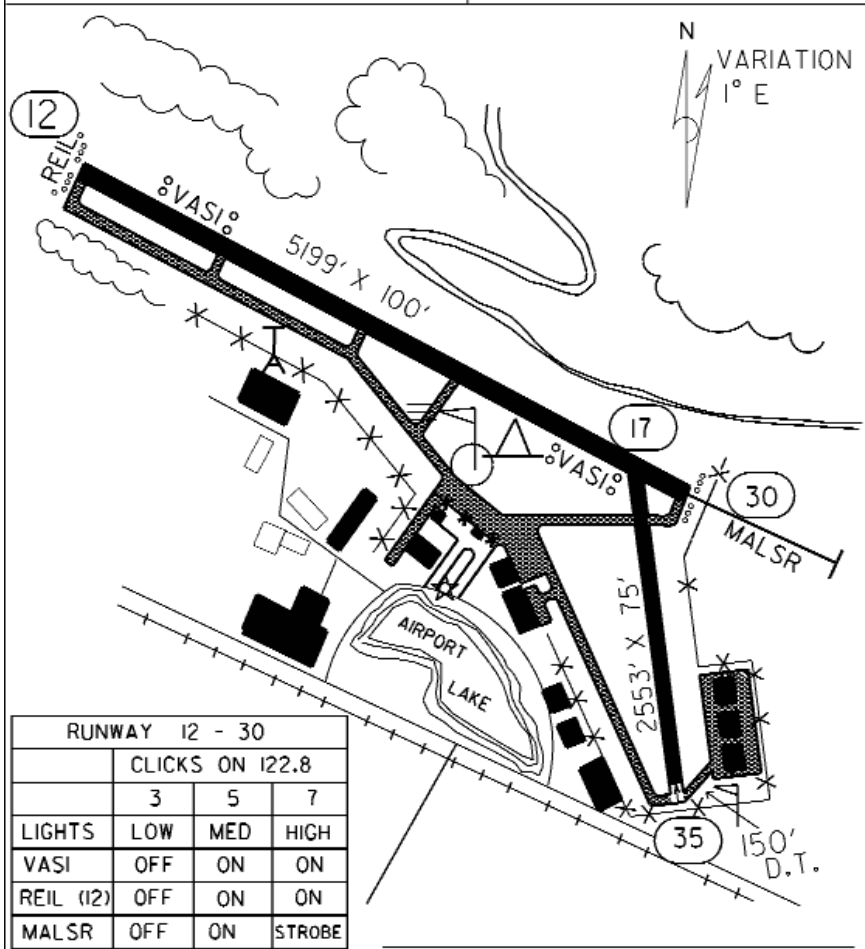 N
VARIATION
1° E
12
REIL
VASI
5199' X 100'
17
VASI
30
MALSR
2553' X 75'
AIRPORT
LAKE
35
150'
D.T.
RUNWAY 12 - 30
CLICKS ON 122.8
3 5 7
LIGHTS LOW MED HIGH
VASI OFF ON ON
REIL (12) OFF ON ON
MALSR OFF ON STROBE